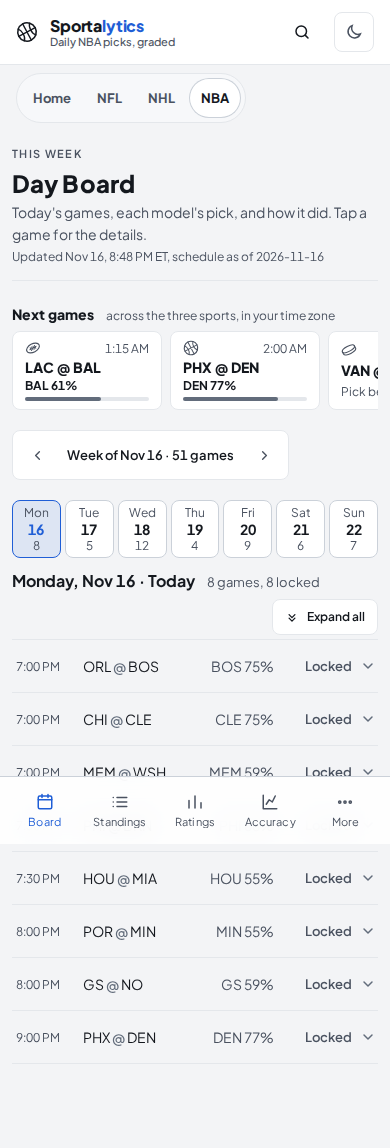 Sportalytics
Daily NBA picks, graded
Home NFL NHL NBA
THIS WEEK
Day Board
Today's games, each model's pick, and how it did. Tap a
game for the details.
Updated Nov 16, 8:48 PM ET, schedule as of 2026-11-16
Next games across the three sports, in your time zone
1:15 AM
LAC @ BAL
BAL 61%
2:00 AM
PHX @ DEN
DEN 77%
VAN
Pick
Week of Nov 16 · 51 games
Mon Tue Wed Thu Fri Sat Sun
16 17 18 19 20 21 22
8 5 12 4 9 6 7
Monday, Nov 16 · Today 8 games, 8 locked
Expand all
7:00 PM ORL @ BOS BOS 75% Locked
7:00 PM CHI @ CLE CLE 75% Locked
7:00 PM MEM @ WSH MEM 59% Locked
Board Standings Ratings Accuracy More
7:30 PM HOU @ MIA HOU 55% Locked
8:00 PM POR @ MIN MIN 55% Locked
8:00 PM GS @ NO GS 59% Locked
9:00 PM PHX @ DEN DEN 77% Locked